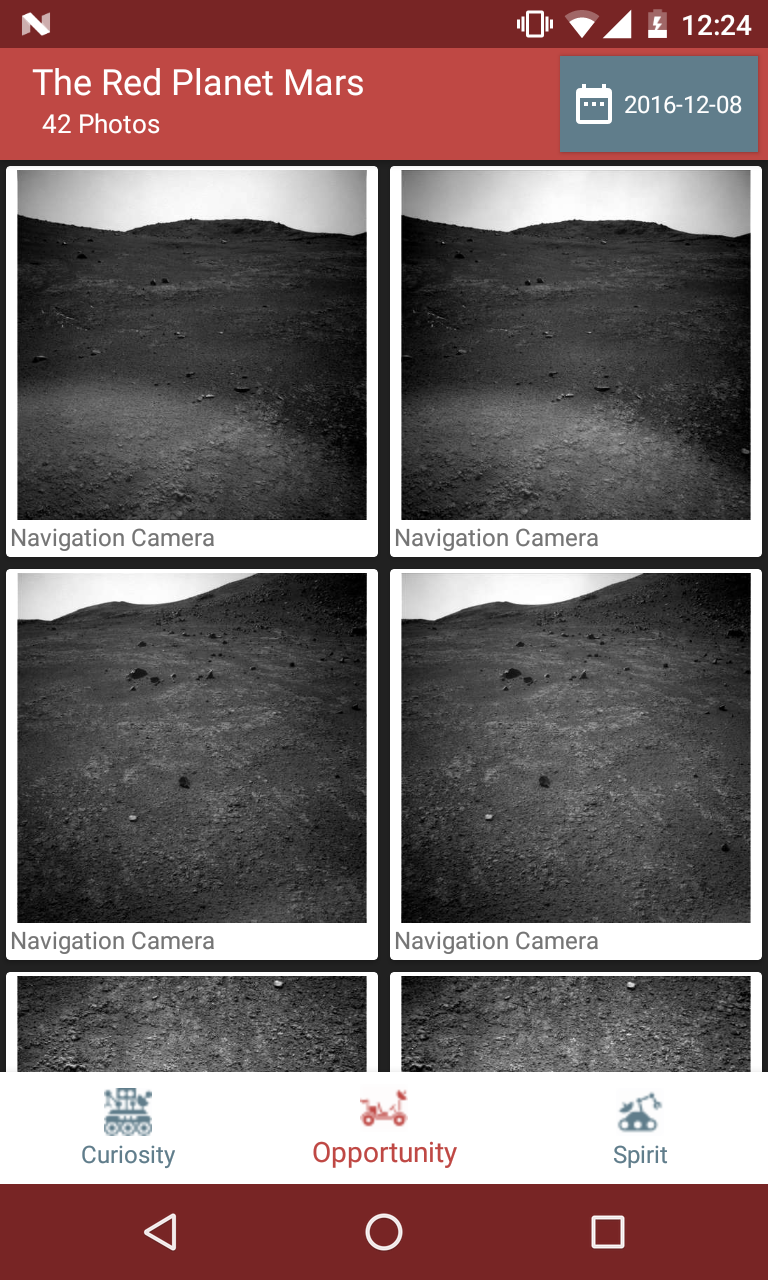 12:24
The Red Planet Mars
42 Photos
2016-12-08
Navigation Camera
Navigation Camera
Navigation Camera
Navigation Camera
Curiosity
Opportunity
Spirit